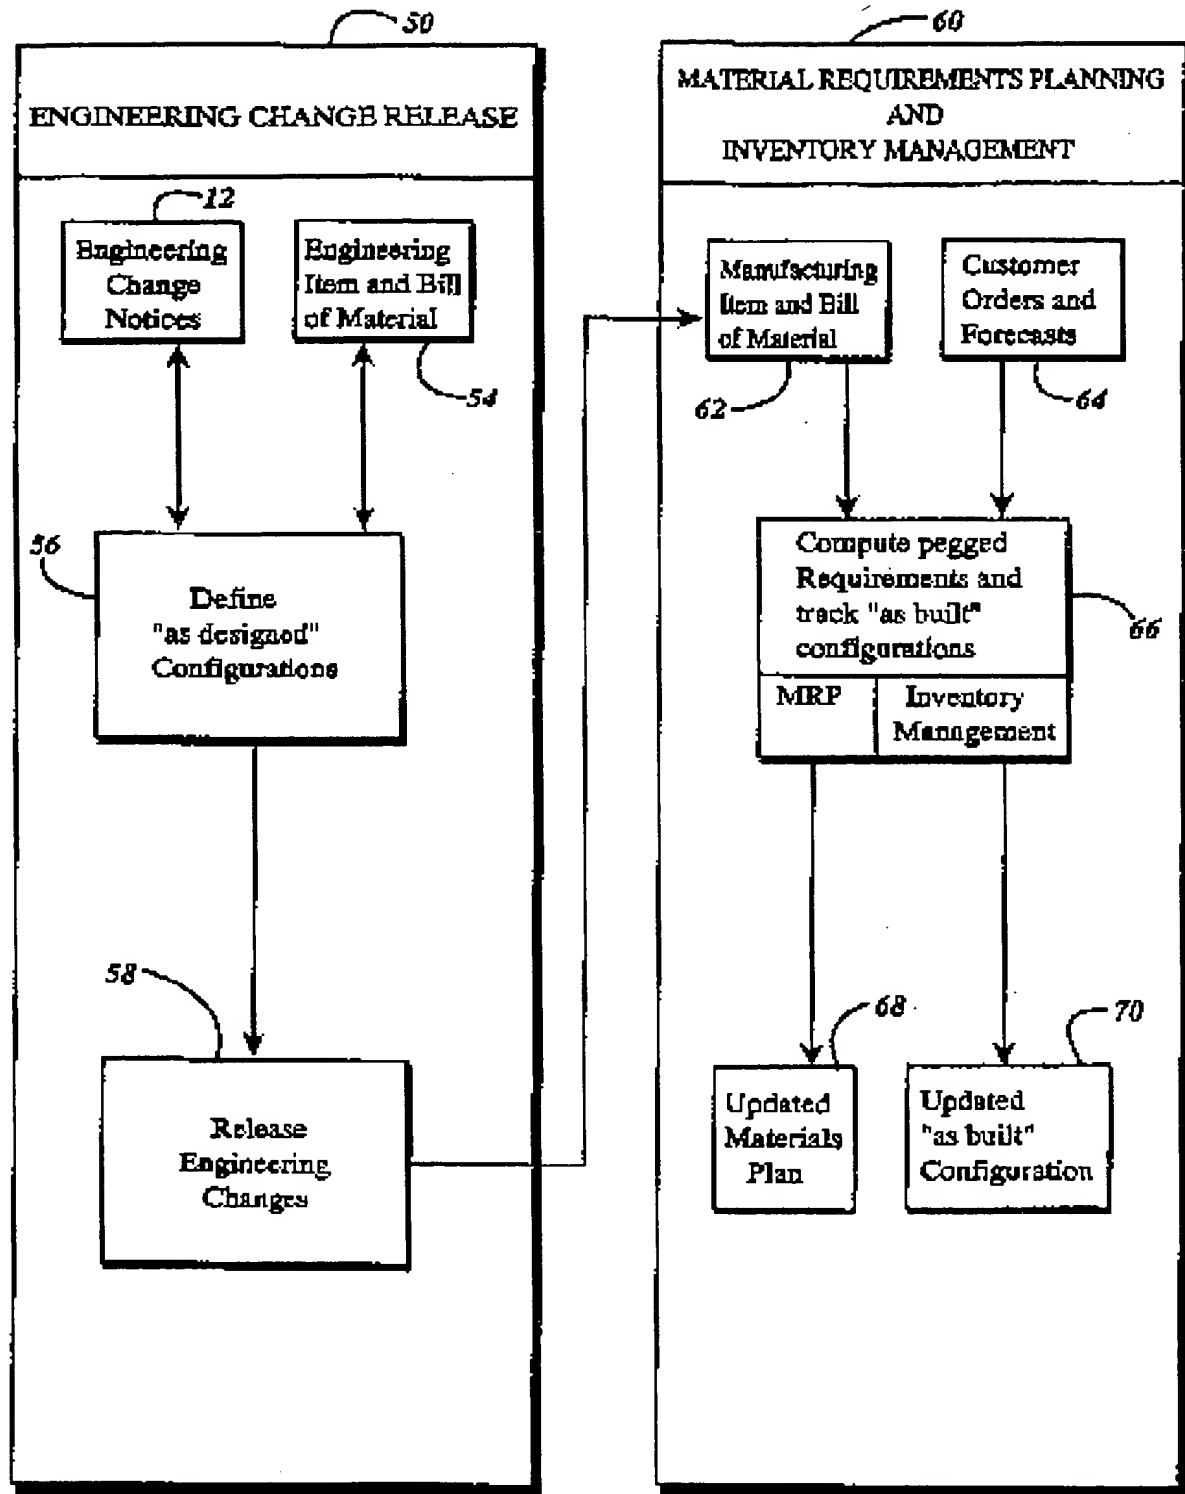 50
ENGINEERING CHANGE RELEASE
12
Engineering
Change
Notices
Engineering
Item and Bill
of Material
54
56
Define
"as designed"
Configurations
58
Release
Engineering
Changes
60
MATERIAL REQUIREMENTS PLANNING
AND
INVENTORY MANAGEMENT
Manufacturing
Item and Bill
of Material
62
Customer
Orders and
Forecasts
64
Compute pegged
Requirements and
track "as built"
configurations
66
MRP
Inventory
Management
68
Updated
Materials
Plan
70
Updated
"as built"
Configuration